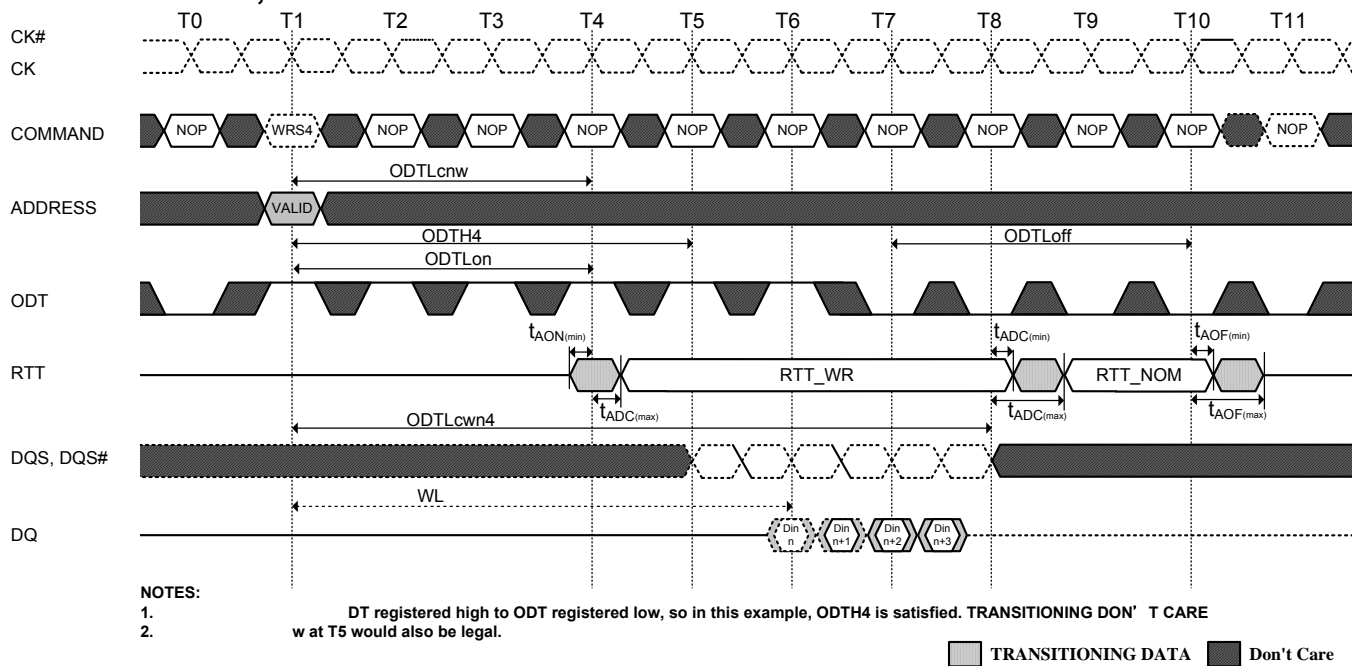 T0 T1 T2 T3 T4 T5 T6 T7 T8 T9 T10 T11
CK#
CK
COMMAND NOP WRS4 NOP NOP NOP NOP NOP NOP NOP NOP NOP NOP
ODTLcnw
ADDRESS VALID
ODTH4 ODTLoff
ODTLon
ODT
tAON(min) tADC(min) tAOF(min)
RTT RTT_WR RTT_NOM
tADC(max) tADC(max) tAOF(max)
ODTLcwn4
DQS, DQS#
WL
DQ Din n Din n+1 Din n+2 Din n+3
NOTES:
1. DT registered high to ODT registered low, so in this example, ODTH4 is satisfied. TRANSITIONING DON’ T CARE
2. w at T5 would also be legal.
TRANSITIONING DATA Don't Care